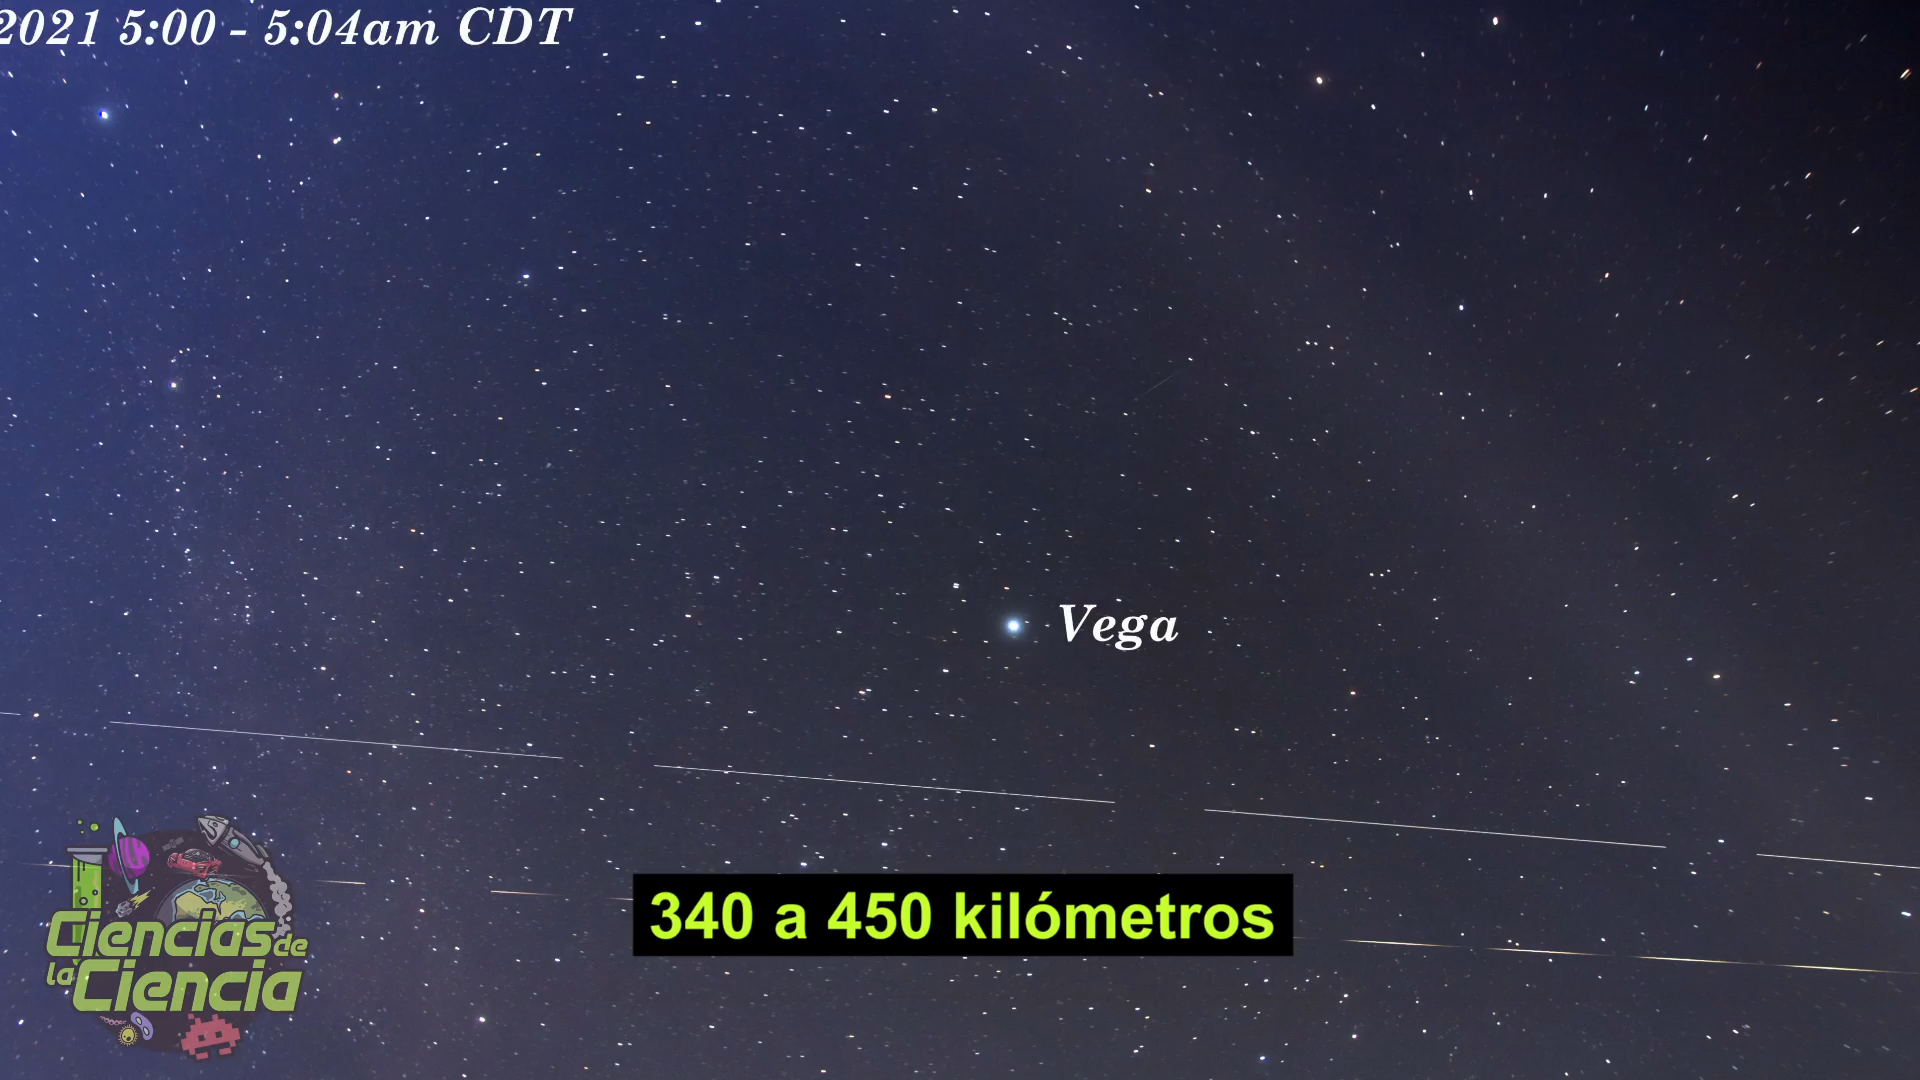 2021 5:00 - 5:04am CDT
Vega
340 a 450 kilómetros
Ciencias de
la Ciencia